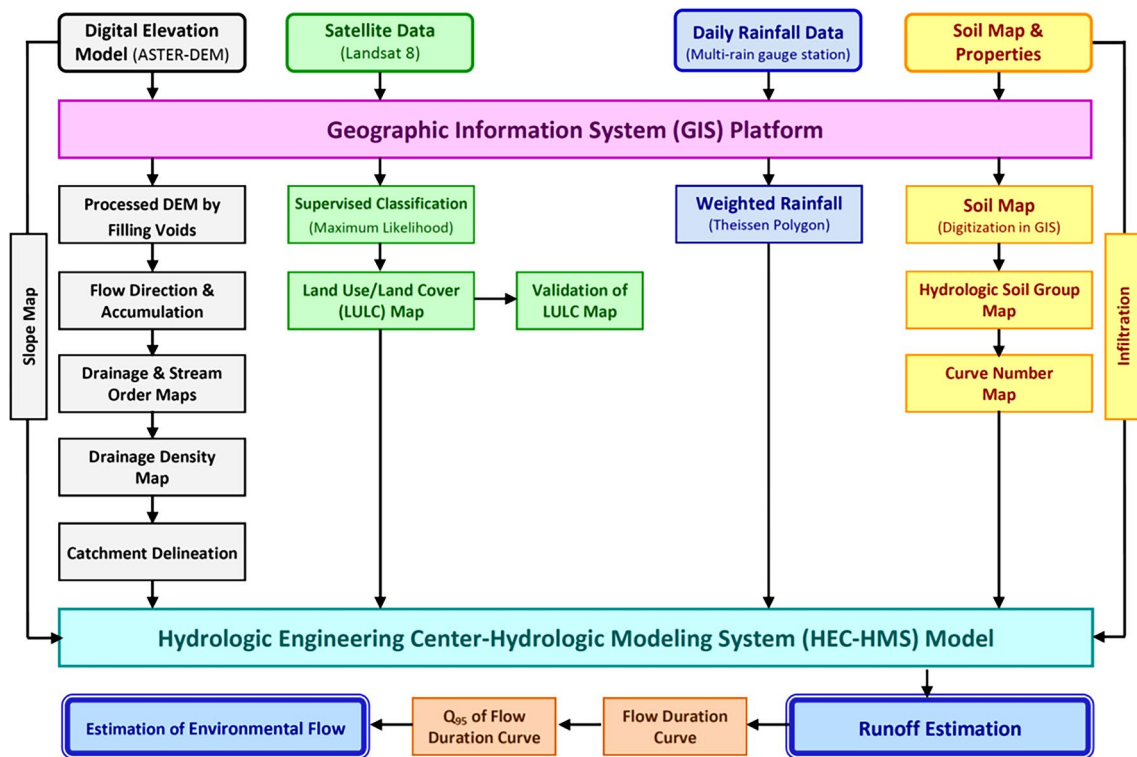 Digital Elevation
Model (ASTER-DEM)
Satellite Data
(Landsat 8)
Daily Rainfall Data
(Multi-rain gauge station)
Soil Map &
Properties
Geographic Information System (GIS) Platform
Slope Map
Processed DEM by
Filling Voids
Flow Direction &
Accumulation
Drainage & Stream
Order Maps
Drainage Density
Map
Catchment Delineation
Supervised Classification
(Maximum Likelihood)
Land Use/Land Cover
(LULC) Map
Validation of
LULC Map
Weighted Rainfall
(Theissen Polygon)
Soil Map
(Digitization in GIS)
Hydrologic Soil Group
Map
Curve Number
Map
Infiltration
Hydrologic Engineering Center-Hydrologic Modeling System (HEC-HMS) Model
Estimation of Environmental Flow
Q95 of Flow
Duration Curve
Flow Duration
Curve
Runoff Estimation